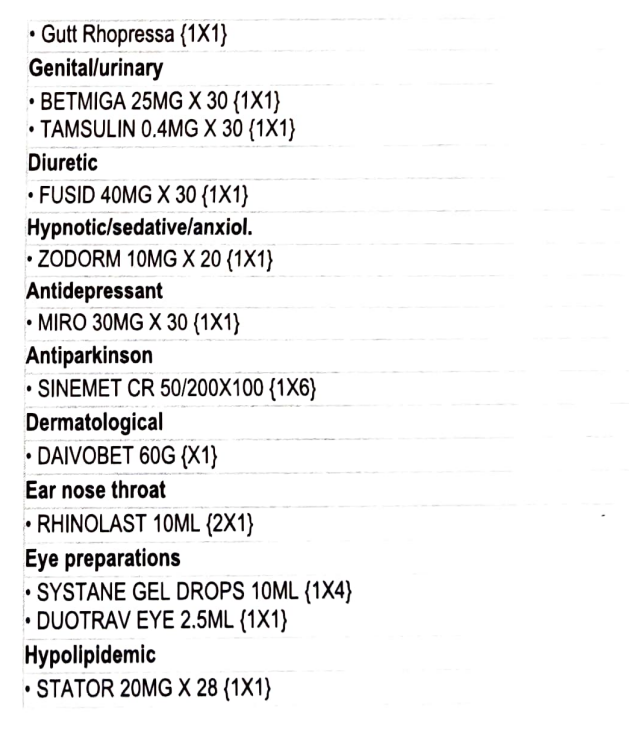 • Gutt Rhopressa {1X1}
Genital/urinary
• BETMIGA 25MG X 30 {1X1}
• TAMSULIN 0.4MG X 30 {1X1}
Diuretic
• FUSID 40MG X 30 {1X1}
Hypnotic/sedative/anxiol.
• ZODORM 10MG X 20 {1X1}
Antidepressant
• MIRO 30MG X 30 {1X1}
Antiparkinson
• SINEMET CR 50/200X100 {1X6}
Dermatological
• DAIVOBET 60G {X1}
Ear nose throat
• RHINOLAST 10ML {2X1}
Eye preparations
• SYSTANE GEL DROPS 10ML {1X4}
• DUOTRAV EYE 2.5ML {1X1}
Hypolipidemic
• STATOR 20MG X 28 {1X1}